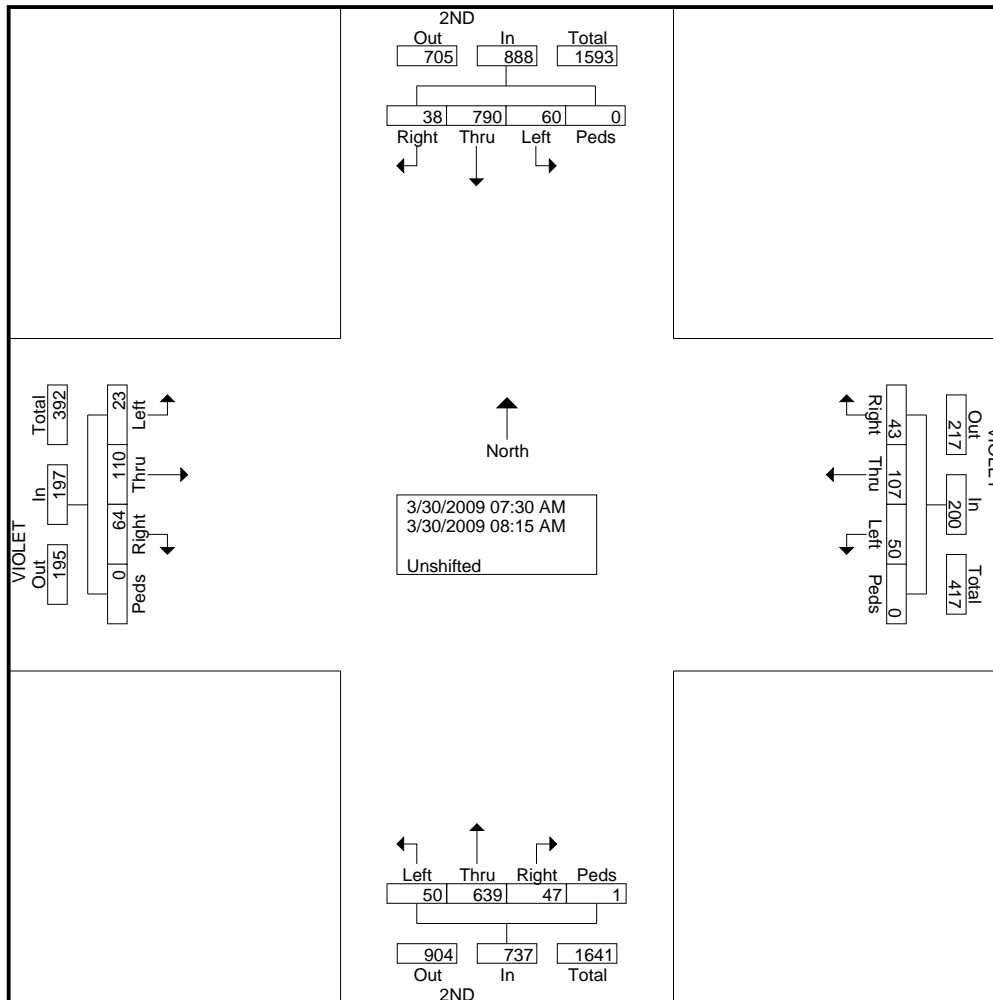 2ND
Out In Total
705 888 1593
38 790 60 0
Right Thru Left Peds
VIOLET
Total In Out
392 197 195
23 110 64 0
Left Thru Right Peds
North
3/30/2009 07:30 AM
3/30/2009 08:15 AM
Unshifted
Right Thru Left Peds
43 107 50 0
Out In Total
217 200 417
VIOLET
Left Thru Right Peds
50 639 47 1
904 737 1641
Out In Total
2ND